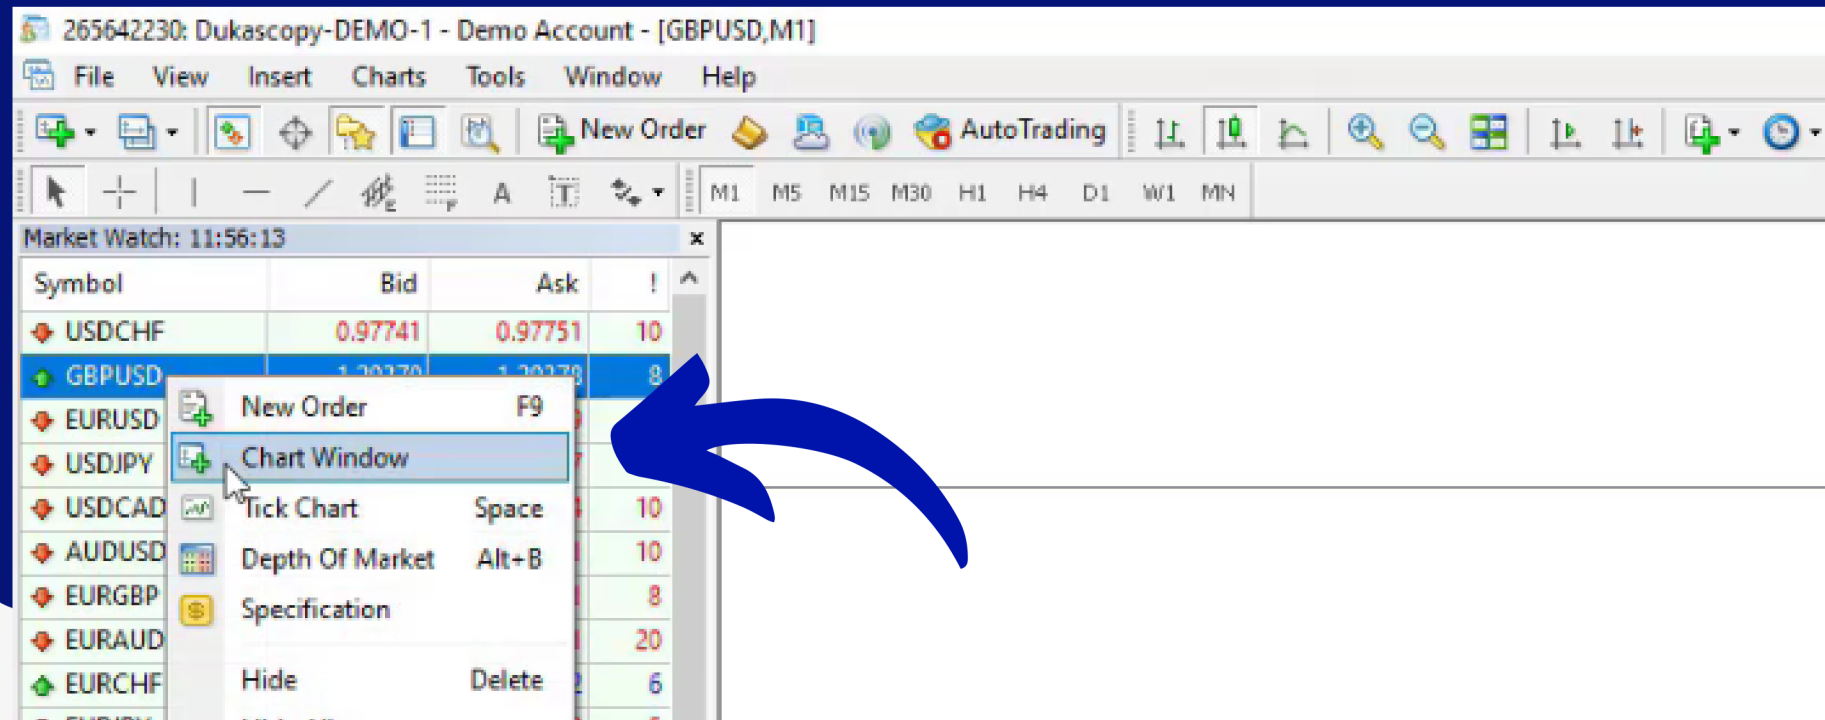 265642230: Dukascopy-DEMO-1 - Demo Account - [GBPUSD,M1]
File View Insert Charts Tools Window Help
New Order AutoTrading
A T M1 M5 M15 M30 H1 H4 D1 W1 MN
Market Watch: 11:56:13 x
Symbol Bid Ask !
USDCHF 0.97741 0.97751 10
GBPUSD 8
New Order F9
EURUSD
Chart Window
USDJPY
Tick Chart Space
USDCAD 10
AUDUSD 10
Depth Of Market Alt+B
EURGBP 8
Specification
EURAUD 20
Hide Delete
EURCHF 6